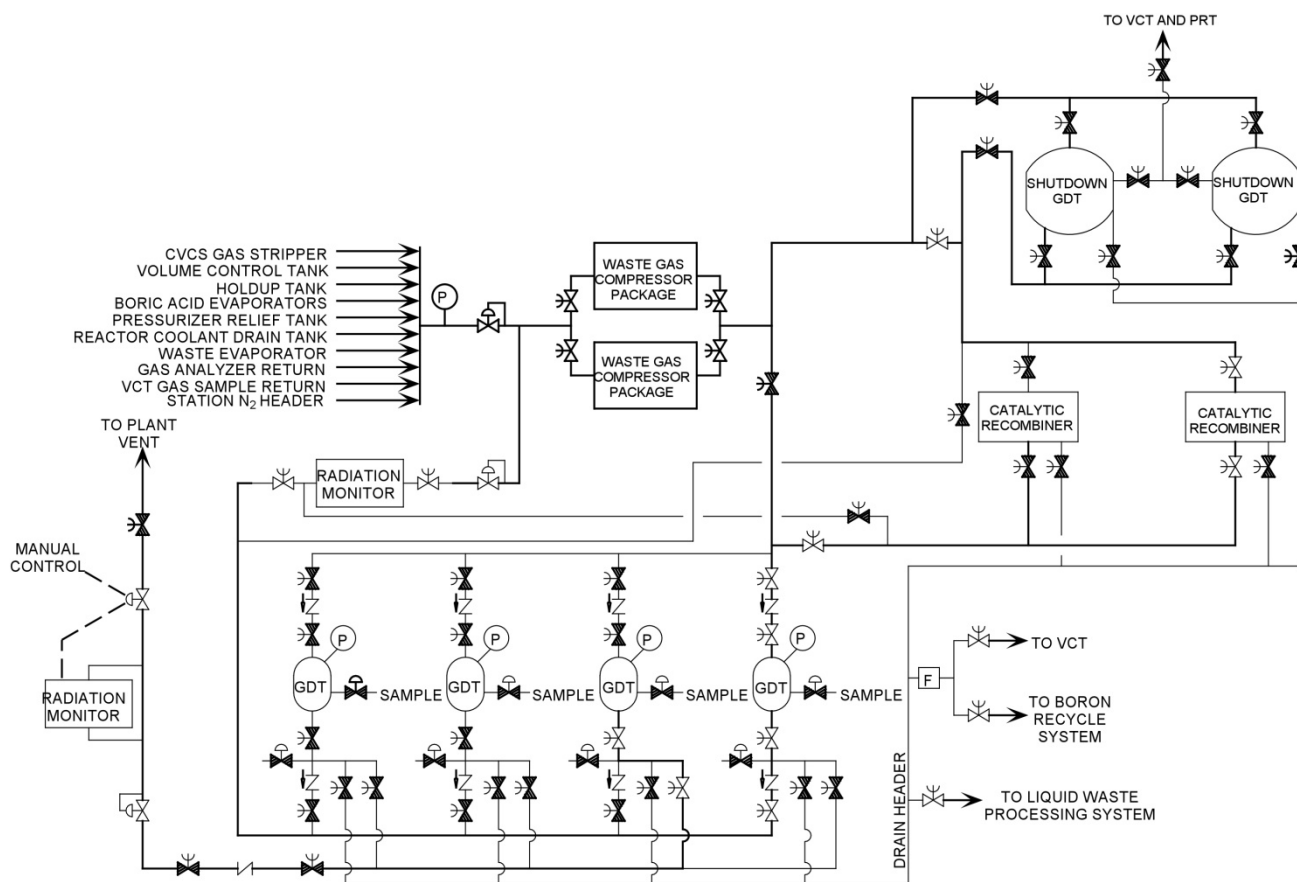 TO VCT AND PRT
SHUTDOWN
GDT
SHUTDOWN
GDT
CVCS GAS STRIPPER
VOLUME CONTROL TANK
HOLDUP TANK
BORIC ACID EVAPORATORS
PRESSURIZER RELIEF TANK
REACTOR COOLANT DRAIN TANK
WASTE EVAPORATOR
GAS ANALYZER RETURN
VCT GAS SAMPLE RETURN
STATION N₂ HEADER
P
WASTE GAS
COMPRESSOR
PACKAGE
WASTE GAS
COMPRESSOR
PACKAGE
CATALYTIC
RECOMBINER
CATALYTIC
RECOMBINER
TO PLANT
VENT
RADIATION
MONITOR
MANUAL
CONTROL
RADIATION
MONITOR
P
GDT
SAMPLE
P
GDT
SAMPLE
P
GDT
SAMPLE
P
GDT
SAMPLE
F
TO VCT
TO BORON
RECYCLE
SYSTEM
DRAIN HEADER
TO LIQUID WASTE
PROCESSING SYSTEM